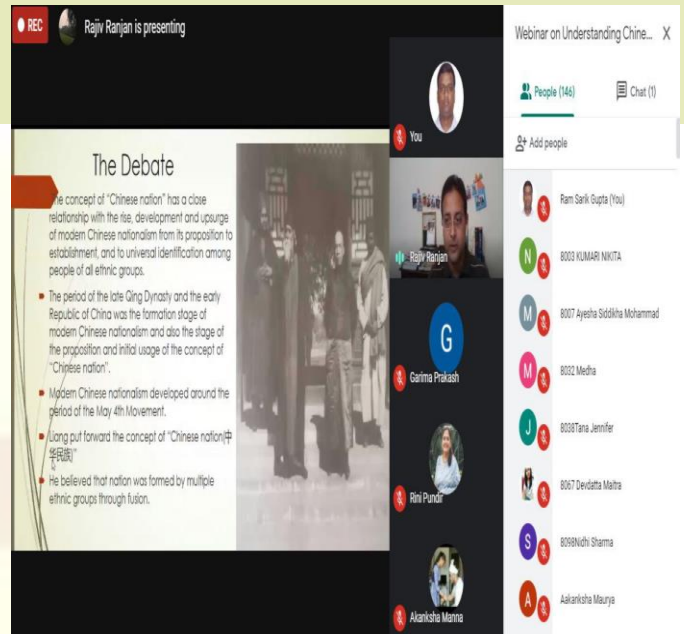 REC
Rajiv Ranjan is presenting
The Debate
he concept of "Chinese nation" has a close
relationship with the rise, development and upsurge
of modern Chinese nationalism from its proposition to
establishment, and to universal identification among
people of all ethnic groups.
The period of the late Qing Dynasty and the early
Republic of China was the formation stage of
modern Chinese nationalism and also the stage of
the proposition and initial usage of the concept of
"Chinese nation".
Modern Chinese nationalism developed around the
period of the May 4th Movement.
Liang put forward the concept of "Chinese nation(中
华民族)"
He believed that nation was formed by multiple
ethnic groups through fusion.
You
Rajiv Ranjan
G
Garima Prakash
Rini Pundir
Akanksha Manna
Webinar on Understanding Chine... X
People (146)
Chat (1)
Add people
Ram Sarik Gupta (You)
N
8003 KUMARI NIKITA
M
8007 Ayesha Siddikha Mohammad
M
8032 Medha
J
8038Tana Jennifer
8067 Devdatta Maitra
S
8098Nidhi Sharma
A
Aakanksha Maurya